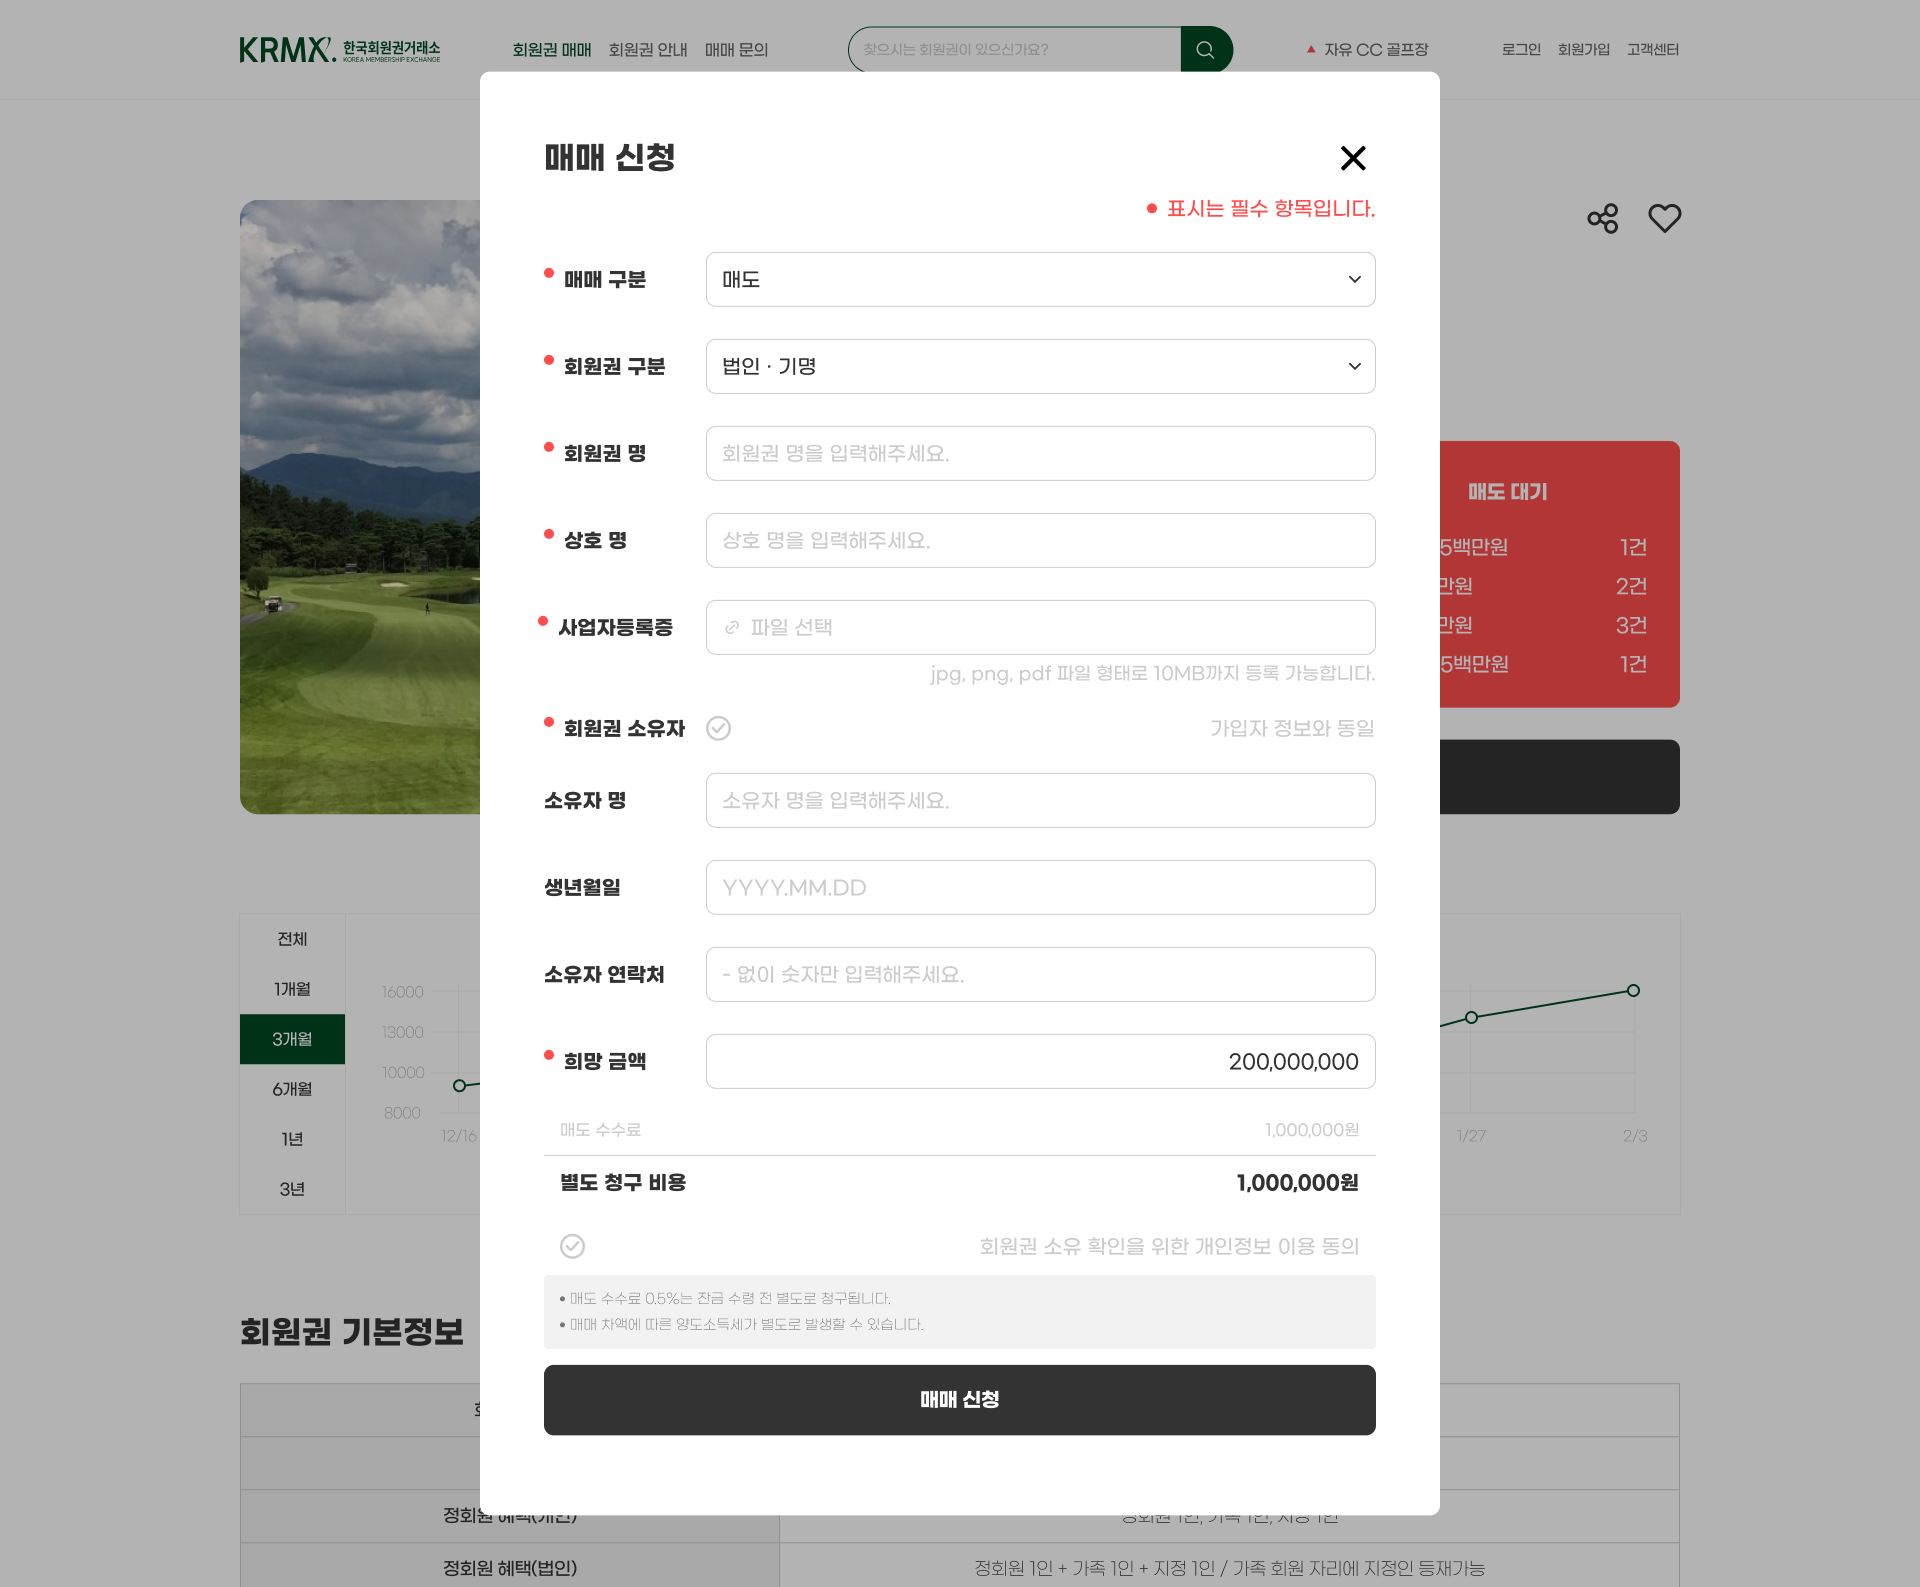 KRMX. 한국회원권거래소
KOREA MEMBERSHIP EXCHANGE
회원권 매매 회원권 안내 매매 문의
찾으시는 회원권이 있으신가요?
자유 CC 골프장
로그인 회원가입 고객센터
매매 신청
표시는 필수 항목입니다.
매매 구분 매도
회원권 구분 법인 · 기명
회원권 명 회원권 명을 입력해주세요.
상호 명 상호 명을 입력해주세요.
사업자등록증 파일 선택
jpg, png, pdf 파일 형태로 10MB까지 등록 가능합니다.
회원권 소유자 가입자 정보와 동일
소유자 명 소유자 명을 입력해주세요.
생년월일 YYYY.MM.DD
소유자 연락처 - 없이 숫자만 입력해주세요.
희망 금액 200,000,000
매도 수수료 1,000,000원
별도 청구 비용 1,000,000원
회원권 소유 확인을 위한 개인정보 이용 동의
• 매도 수수료 0.5%는 잔금 수령 전 별도로 청구됩니다.
• 매매 차액에 따른 양도소득세가 별도로 발생할 수 있습니다.
매매 신청
매도 대기
5백만원 1건
만원 2건
만원 3건
5백만원 1건
전체
1개월
3개월
6개월
1년
3년
16000
13000
10000
8000
12/16
1/27
2/3
회원권 기본정보
정회원 혜택(개인) 정회원 1인, 가족 1인, 지정 1인
정회원 혜택(법인) 정회원 1인 + 가족 1인 + 지정 1인 / 가족 회원 자리에 지정인 등재가능